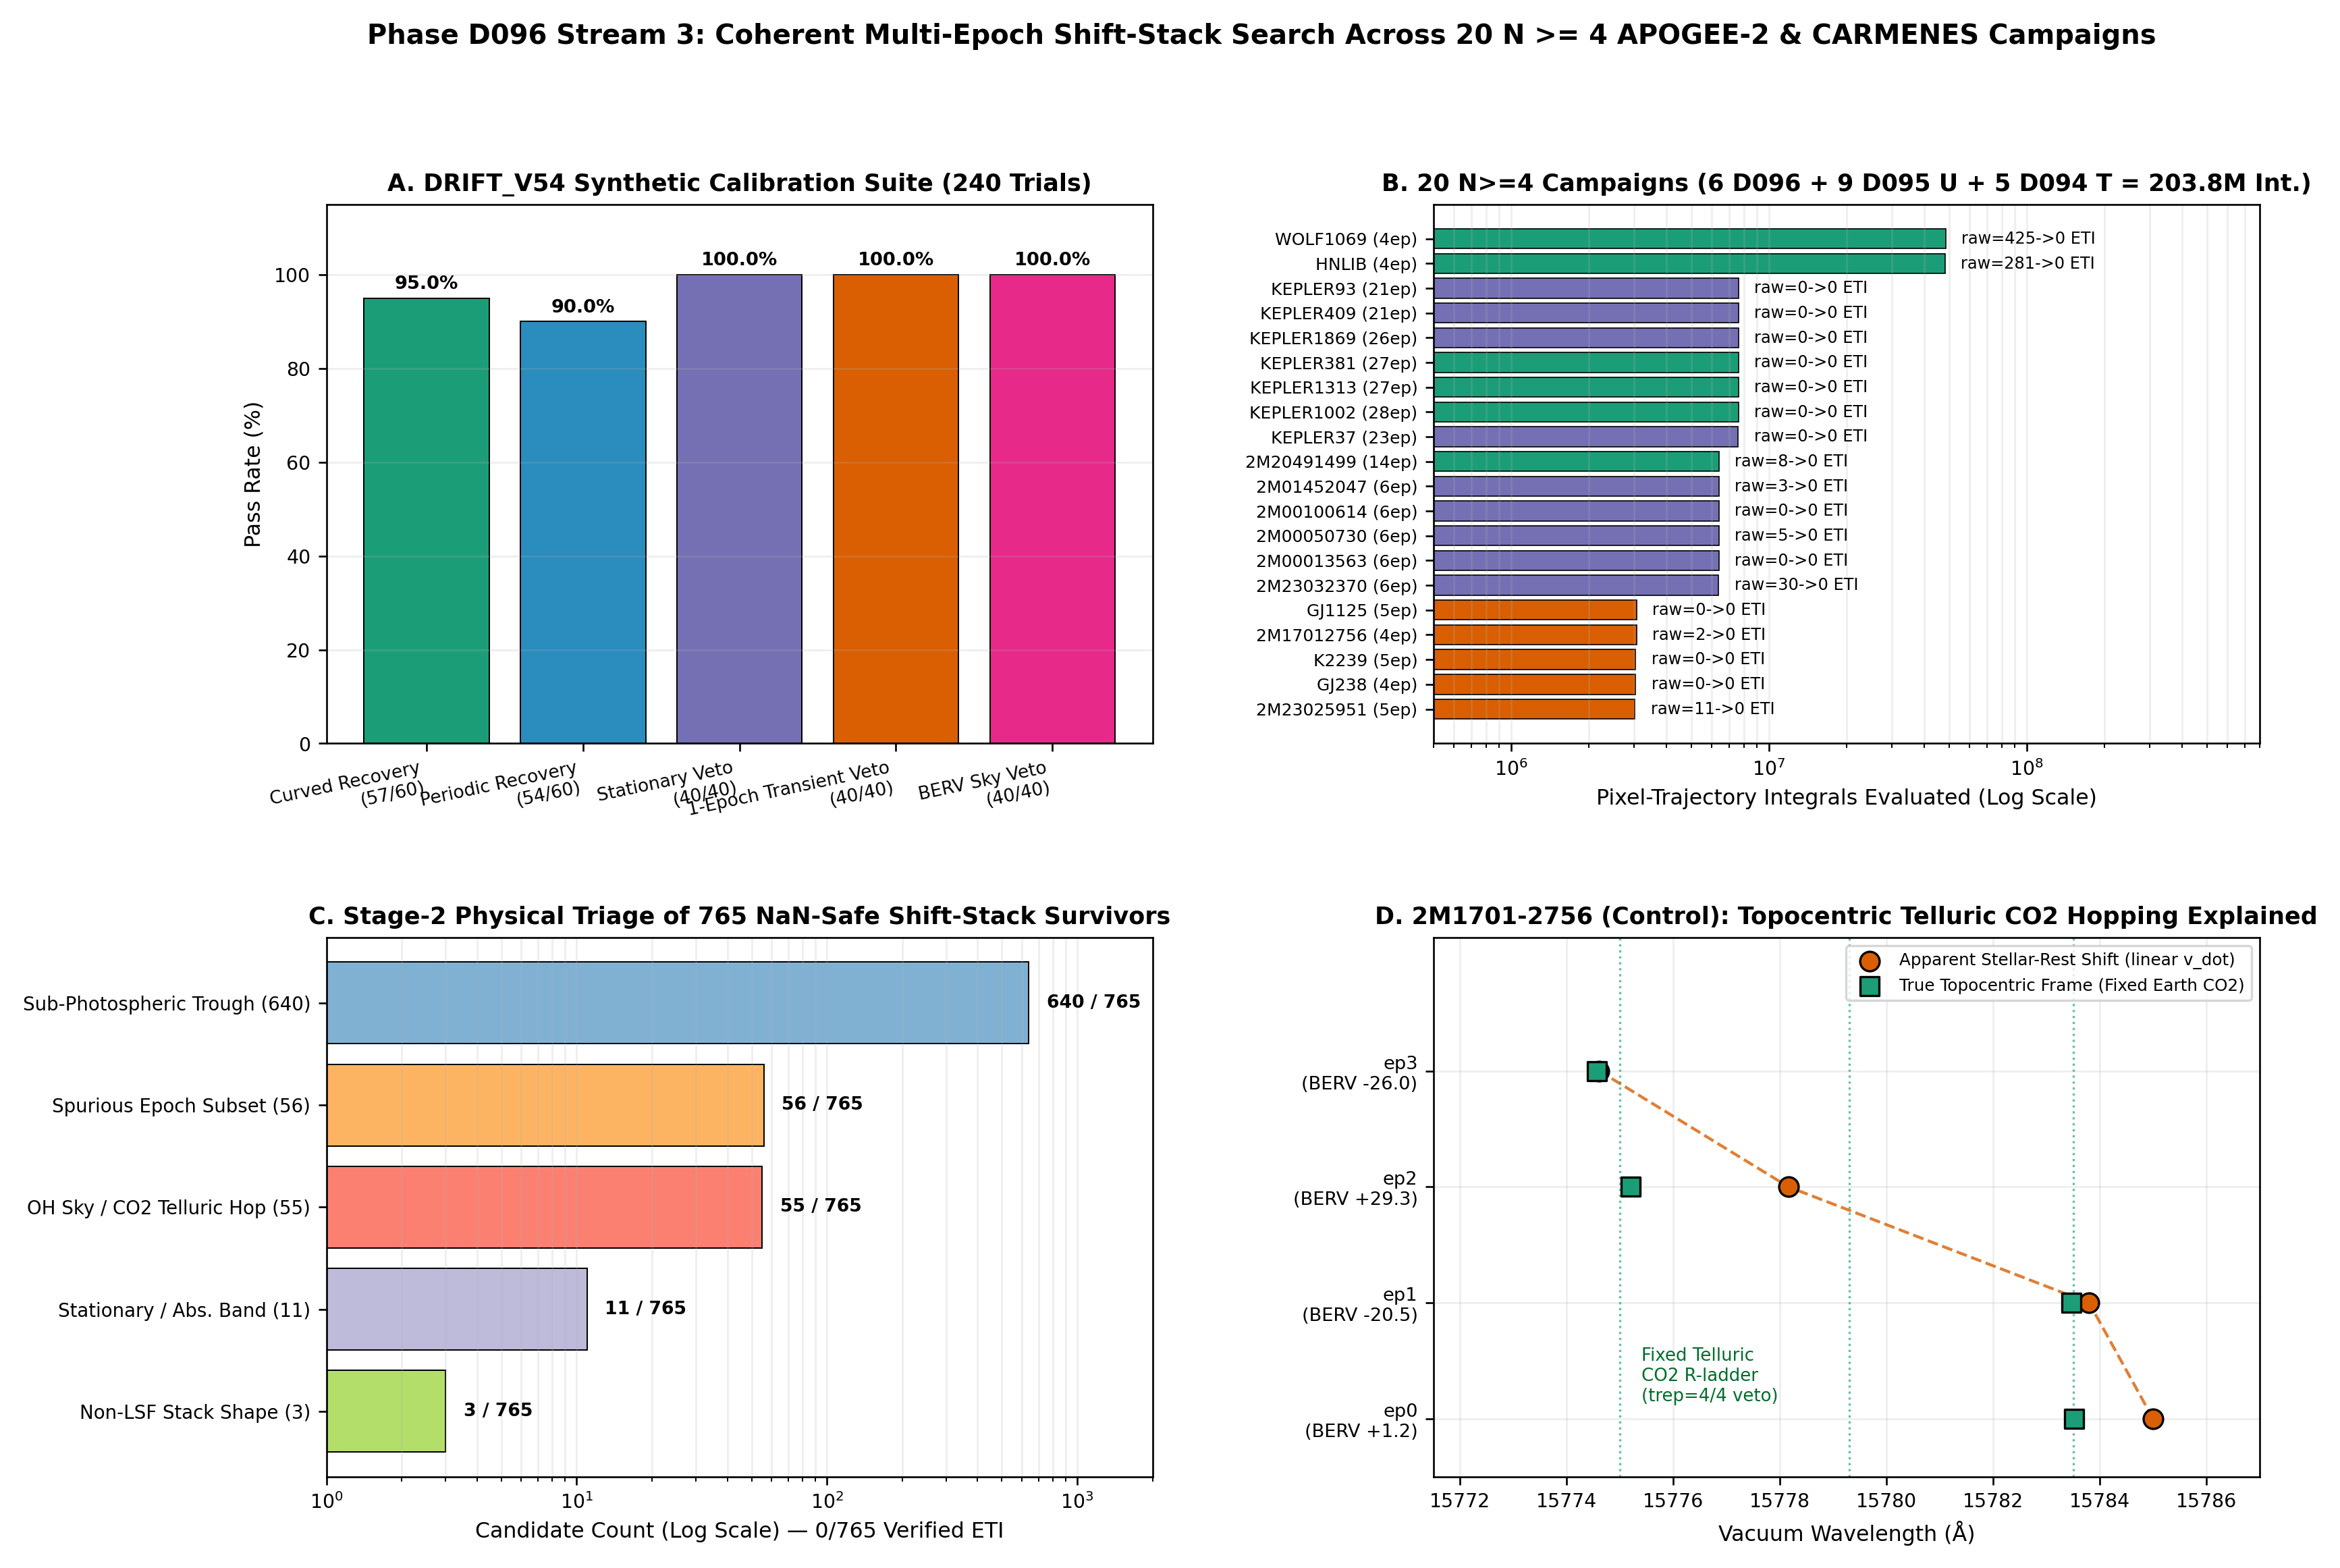 Phase D096 Stream 3: Coherent Multi-Epoch Shift-Stack Search Across 20 N >= 4 APOGEE-2 & CARMENES Campaigns
A. DRIFT_V54 Synthetic Calibration Suite (240 Trials)
Pass Rate (%)
100
80
60
40
20
0
95.0%
90.0%
100.0%
100.0%
100.0%
Curved Recovery
(57/60)
Periodic Recovery
(54/60)
Stationary Veto
(40/40)
1-Epoch Transient Veto
(40/40)
BERV Sky Veto
(40/40)
B. 20 N>=4 Campaigns (6 D096 + 9 D095 U + 5 D094 T = 203.8M Int.)
WOLF1069 (4ep) raw=425->0 ETI
HNLIB (4ep) raw=281->0 ETI
KEPLER93 (21ep) raw=0->0 ETI
KEPLER409 (21ep) raw=0->0 ETI
KEPLER1869 (26ep) raw=0->0 ETI
KEPLER381 (27ep) raw=0->0 ETI
KEPLER1313 (27ep) raw=0->0 ETI
KEPLER1002 (28ep) raw=0->0 ETI
KEPLER37 (23ep) raw=0->0 ETI
2M20491499 (14ep) raw=8->0 ETI
2M01452047 (6ep) raw=3->0 ETI
2M00100614 (6ep) raw=0->0 ETI
2M00050730 (6ep) raw=5->0 ETI
2M00013563 (6ep) raw=0->0 ETI
2M23032370 (6ep) raw=30->0 ETI
GJ1125 (5ep) raw=0->0 ETI
2M17012756 (4ep) raw=2->0 ETI
K2239 (5ep) raw=0->0 ETI
GJ238 (4ep) raw=0->0 ETI
2M23025951 (5ep) raw=11->0 ETI
10⁶ 10⁷ 10⁸
Pixel-Trajectory Integrals Evaluated (Log Scale)
C. Stage-2 Physical Triage of 765 NaN-Safe Shift-Stack Survivors
Sub-Photospheric Trough (640) 640 / 765
Spurious Epoch Subset (56) 56 / 765
OH Sky / CO2 Telluric Hop (55) 55 / 765
Stationary / Abs. Band (11) 11 / 765
Non-LSF Stack Shape (3) 3 / 765
10⁰ 10¹ 10² 10³
Candidate Count (Log Scale) — 0/765 Verified ETI
D. 2M1701-2756 (Control): Topocentric Telluric CO2 Hopping Explained
Apparent Stellar-Rest Shift (linear v_dot)
True Topocentric Frame (Fixed Earth CO2)
ep3
(BERV -26.0)
ep2
(BERV +29.3)
ep1
(BERV -20.5)
ep0
(BERV +1.2)
Fixed Telluric
CO2 R-ladder
(trep=4/4 veto)
15772 15774 15776 15778 15780 15782 15784 15786
Vacuum Wavelength (Å)